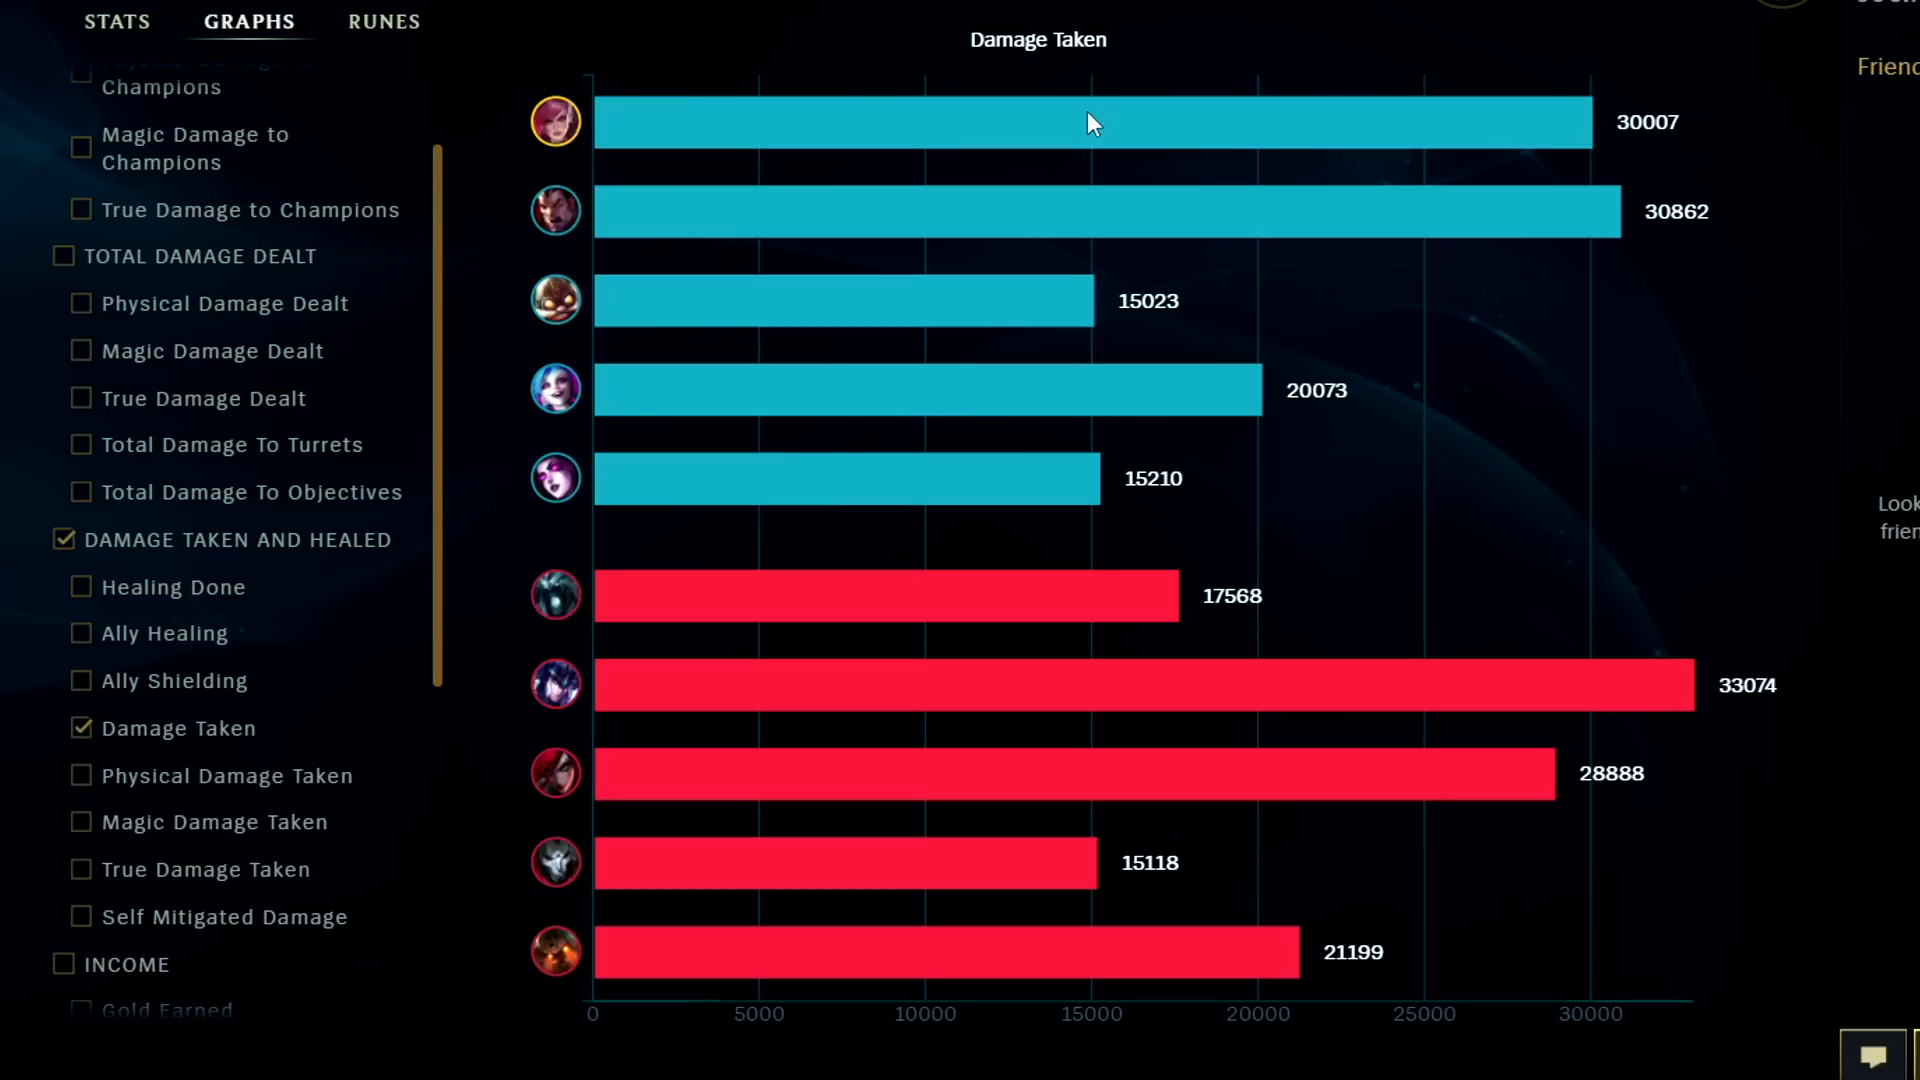 STATS GRAPHS RUNES
Damage Taken
Friend
Champions
Magic Damage to
Champions
True Damage to Champions
TOTAL DAMAGE DEALT
Physical Damage Dealt
Magic Damage Dealt
True Damage Dealt
Total Damage To Turrets
Total Damage To Objectives
DAMAGE TAKEN AND HEALED
Healing Done
Ally Healing
Ally Shielding
Damage Taken
Physical Damage Taken
Magic Damage Taken
True Damage Taken
Self Mitigated Damage
INCOME
Gold Earned
30007
30862
15023
20073
15210
17568
33074
28888
15118
21199
0 5000 10000 15000 20000 25000 30000
Look
frien